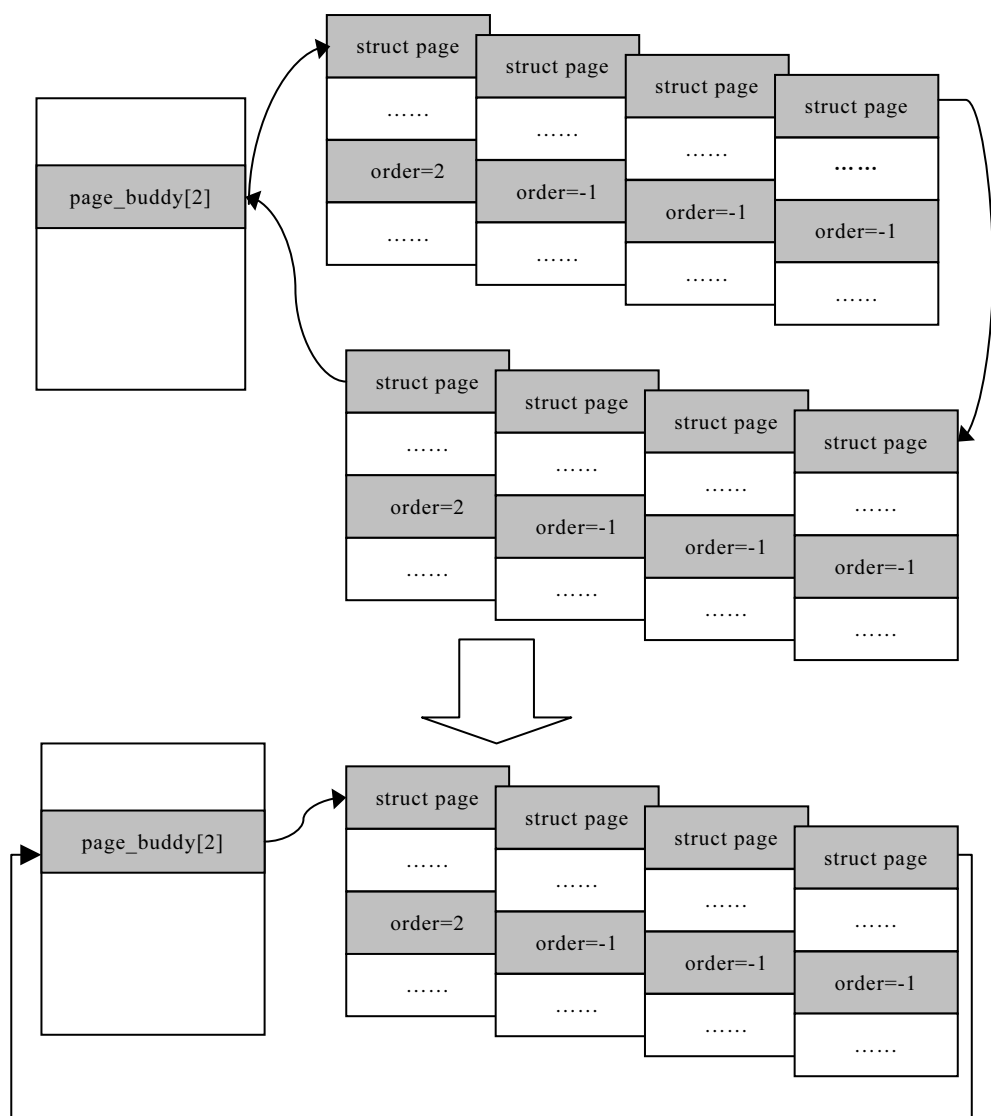 struct page
struct page
struct page
struct page
……
……
……
……
page_buddy[2]
order=2
order=-1
order=-1
order=-1
……
……
……
……
struct page
struct page
struct page
struct page
……
……
……
……
order=2
order=-1
order=-1
order=-1
……
……
……
……
page_buddy[2]
struct page
struct page
struct page
struct page
……
……
……
……
order=2
order=-1
order=-1
order=-1
……
……
……
……